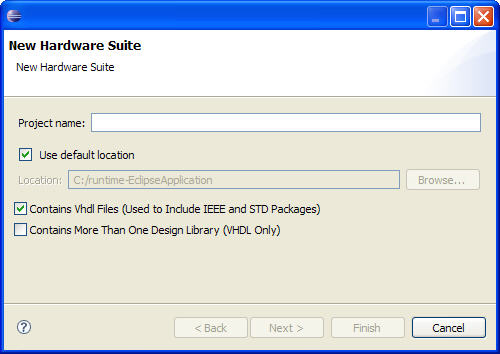 New Hardware Suite
New Hardware Suite
Project name:
Use default location
Location: C:/runtime-EclipseApplication Browse...
Contains Vhdl Files (Used to Include IEEE and STD Packages)
Contains More Than One Design Library (VHDL Only)
? < Back Next > Finish Cancel